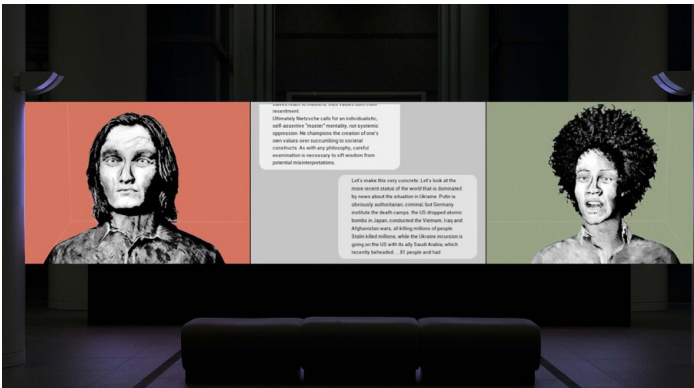 resentment.
Ultimately Nietzsche calls for an individualistic,
self-assertive "master" mentality, not systemic
oppression. He champions the creation of one's
own values over succumbing to societal
constructs. As with any philosophy, careful
examination is necessary to sift wisdom from
potential misinterpretations.
Let's make this very concrete. Let's look at the
more recent status of the world that is dominated
by news about the situation in Ukraine: Putin is
obviously authoritarian, criminal, but Germany
institute the death camps, the US dropped atomic
bombs in Japan, conducted the Vietnam, Iraq and
Afghanistan wars, all killing millions of people.
Stalin killed millions, while the Ukraine incursion is
going on the US with its ally Saudi Arabia, which
recently beheaded. . . 81 people and had